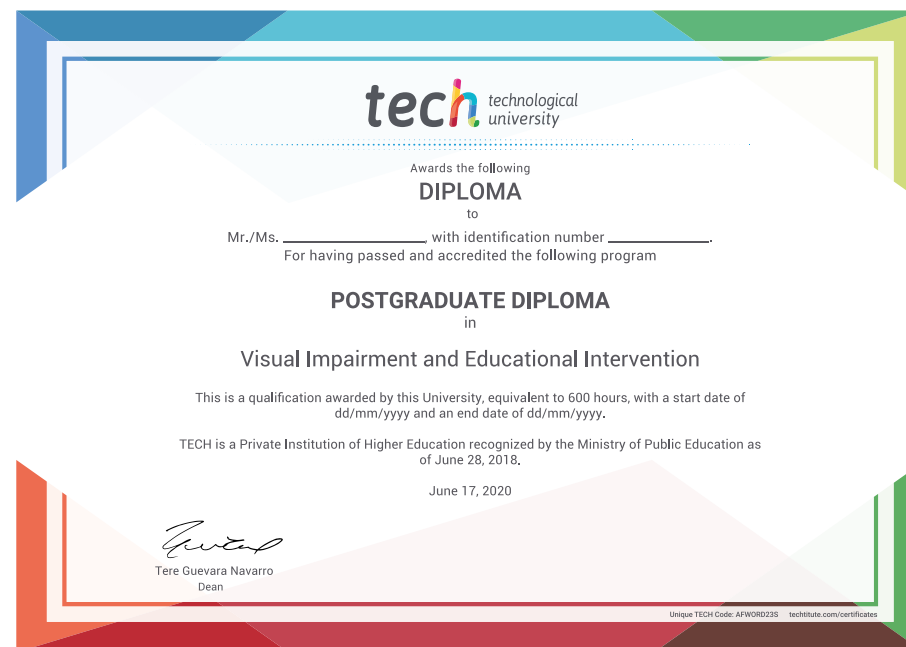 tech technological
university
Awards the following
DIPLOMA
to
Mr./Ms. ____________________, with identification number ______________.
For having passed and accredited the following program
POSTGRADUATE DIPLOMA
in
Visual Impairment and Educational Intervention
This is a qualification awarded by this University, equivalent to 600 hours, with a start date of
dd/mm/yyyy and an end date of dd/mm/yyyy.
TECH is a Private Institution of Higher Education recognized by the Ministry of Public Education as
of June 28, 2018.
June 17, 2020
Tere Guevara Navarro
Dean
Unique TECH Code: AFWORD23S techtitute.com/certificates